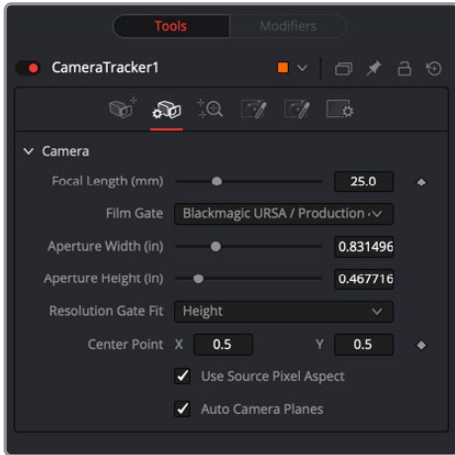 Tools Modifiers
CameraTracker1
Camera
Focal Length (mm) 25.0
Film Gate Blackmagic URSA / Production
Aperture Width (in) 0.831496
Aperture Height (in) 0.467716
Resolution Gate Fit Height
Center Point X 0.5 Y 0.5
Use Source Pixel Aspect
Auto Camera Planes